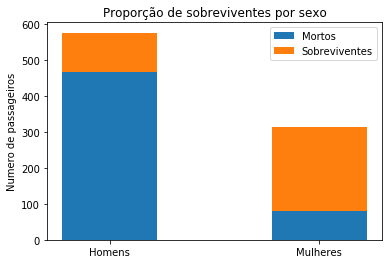 Proporção de sobreviventes por sexo
Numero de passageiros
600
500
400
300
200
100
0
Mortos
Sobreviventes
Homens
Mulheres